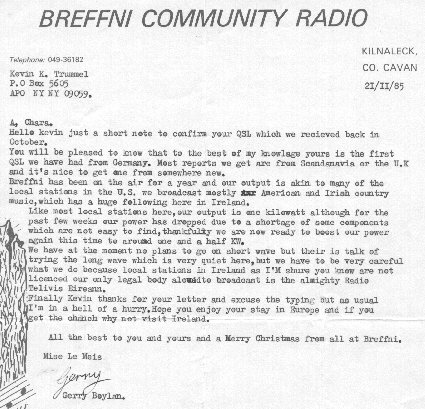 BREFFNI COMMUNITY RADIO
Telephone: 049-36182
KILNALECK,
CO. CAVAN
21/11/85
Kevin K. Trummel
P.O Box 5605
APO NY NY 09059.
A, Chara.
Hello kevin just a short note to confirm your QSL which we recieved back in
October.
You will be pleased to know that to the best of my knowlage yours is the first
QSL we have had from Germany. Most reports we get are from Scandanavia or the U.K
and it's nice to get one from somewhere new.
Breffni has been on the air for a year and our output is akin to many of the
local stations in the U.S, we broadcast mostly American and Irish country
music, which has a huge following here in Ireland.
Like most local stations here, our output is one kilowatt although for the
past few weeks our power has dropped due to a shortage of some components
which are not easy to find, thankfulky we are now ready to boost our power
again this time to around one and a half KW.
We have at the moment no plans to go on short wave but their is talk of
trying the long wave which is very quiet here, but we have to be very careful
what we do because local stations in Ireland as I'M shure you know are not
licenced our only legal body to broadcast is the almighty Radio
Telivis Eireann.
Finally Kevin thanks for your letter and excuse the typing but as usual
I'm in a hell of a hurry. Hope you enjoy your stay in Europe and if you
get the chanch why not visit Ireland.
All the best to you and yours and a Merry Christmas from all at Breffni.
Mise Le Meis
Gerry
Gerry Boylan.